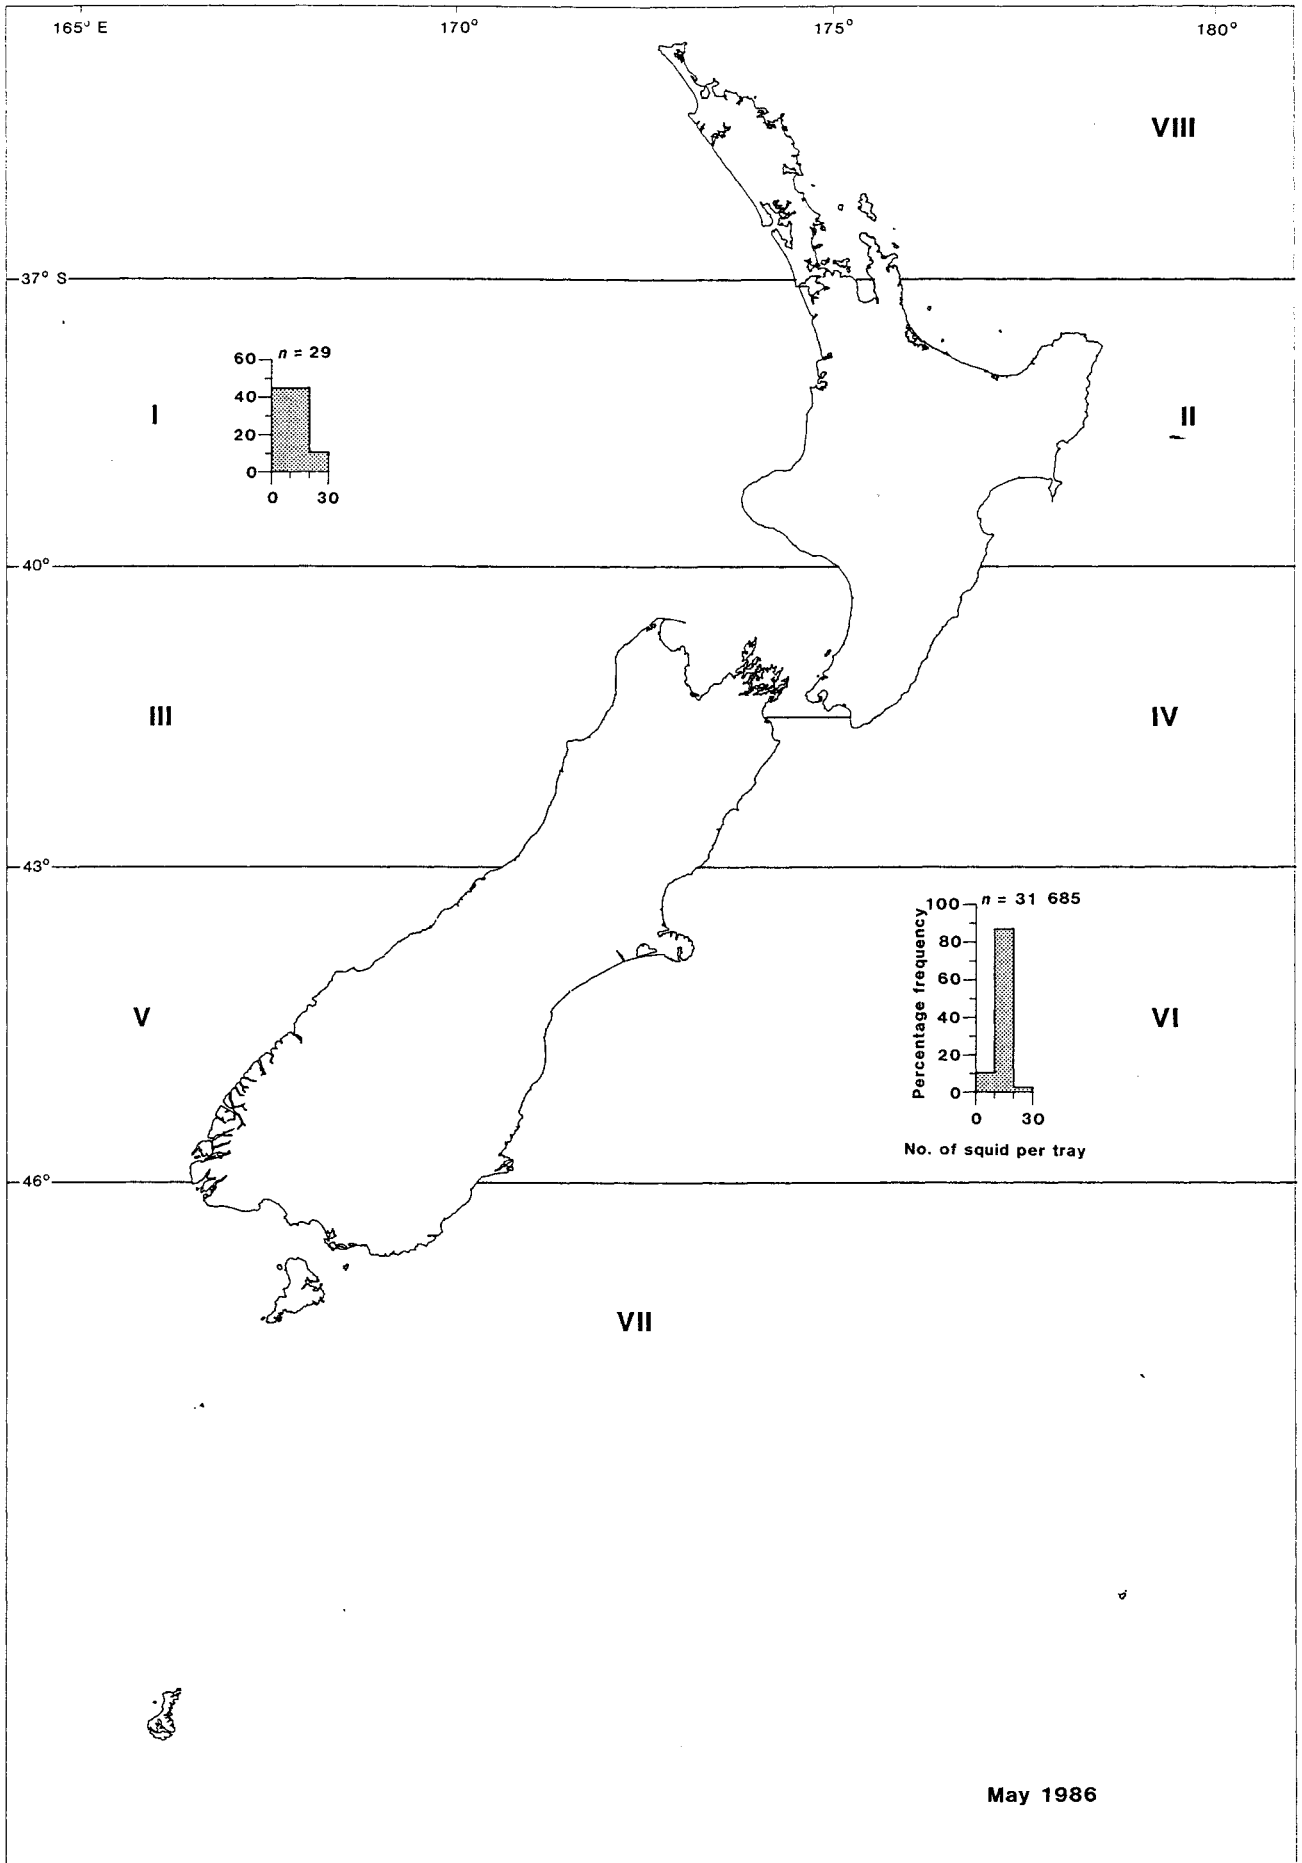 165° E 170° 175° 180°
VIII
37° S
n = 29
60
40
20
0
0 30
I
II
40°
III
IV
43°
n = 31 685
100
80
60
40
20
0
0 30
Percentage frequency
No. of squid per tray
V
VI
46°
VII
May 1986